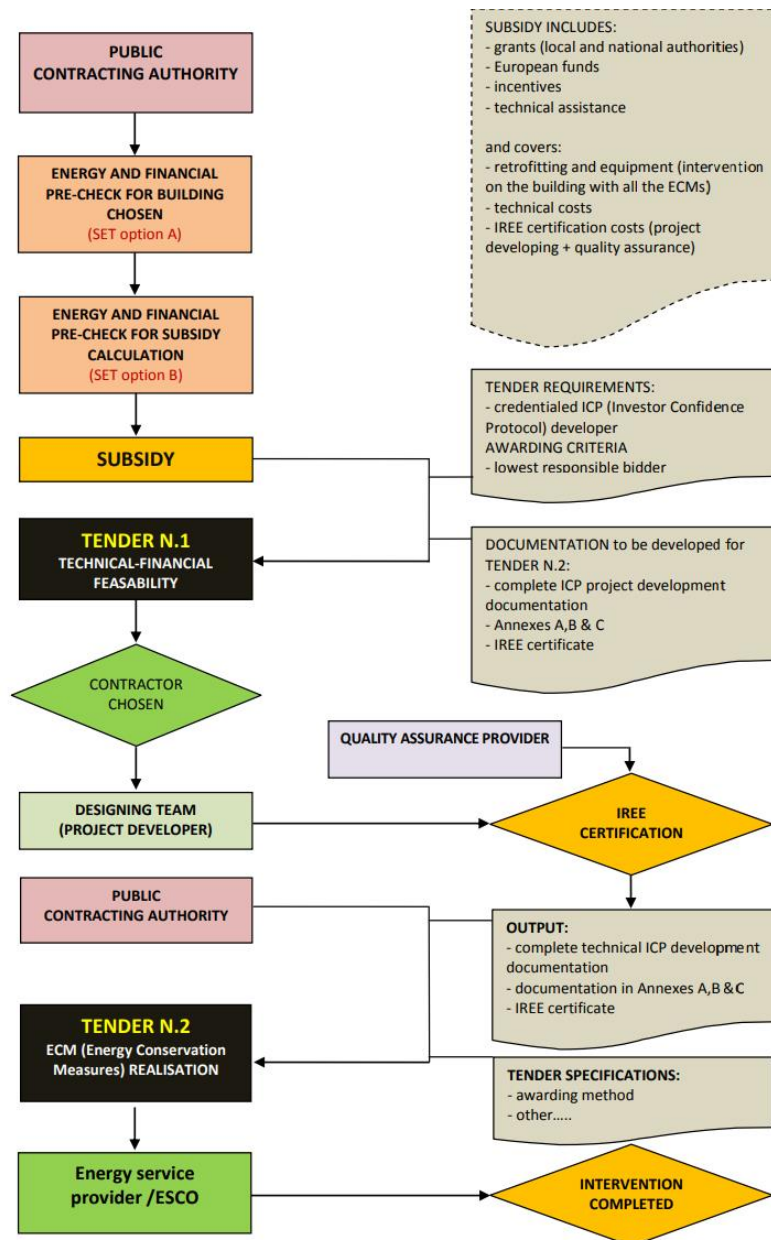 PUBLIC
CONTRACTING AUTHORITY
SUBSIDY INCLUDES:
- grants (local and national authorities)
- European funds
- incentives
- technical assistance
and covers:
- retrofitting and equipment (intervention
on the building with all the ECMs)
- technical costs
- IREE certification costs (project
developing + quality assurance)
ENERGY AND FINANCIAL
PRE-CHECK FOR BUILDING
CHOSEN
(SET option A)
ENERGY AND FINANCIAL
PRE-CHECK FOR SUBSIDY
CALCULATION
(SET option B)
SUBSIDY
TENDER REQUIREMENTS:
- credentialed ICP (Investor Confidence
Protocol) developer
AWARDING CRITERIA
- lowest responsible bidder
TENDER N.1
TECHNICAL-FINANCIAL
FEASABILITY
DOCUMENTATION to be developed for
TENDER N.2:
- complete ICP project development
documentation
- Annexes A,B & C
- IREE certificate
CONTRACTOR
CHOSEN
QUALITY ASSURANCE PROVIDER
DESIGNING TEAM
(PROJECT DEVELOPER)
IREE
CERTIFICATION
PUBLIC
CONTRACTING AUTHORITY
OUTPUT:
- complete technical ICP development
documentation
- documentation in Annexes A,B &C
- IREE certificate
TENDER N.2
ECM (Energy Conservation
Measures) REALISATION
TENDER SPECIFICATIONS:
- awarding method
- other.....
Energy service
provider /ESCO
INTERVENTION
COMPLETED